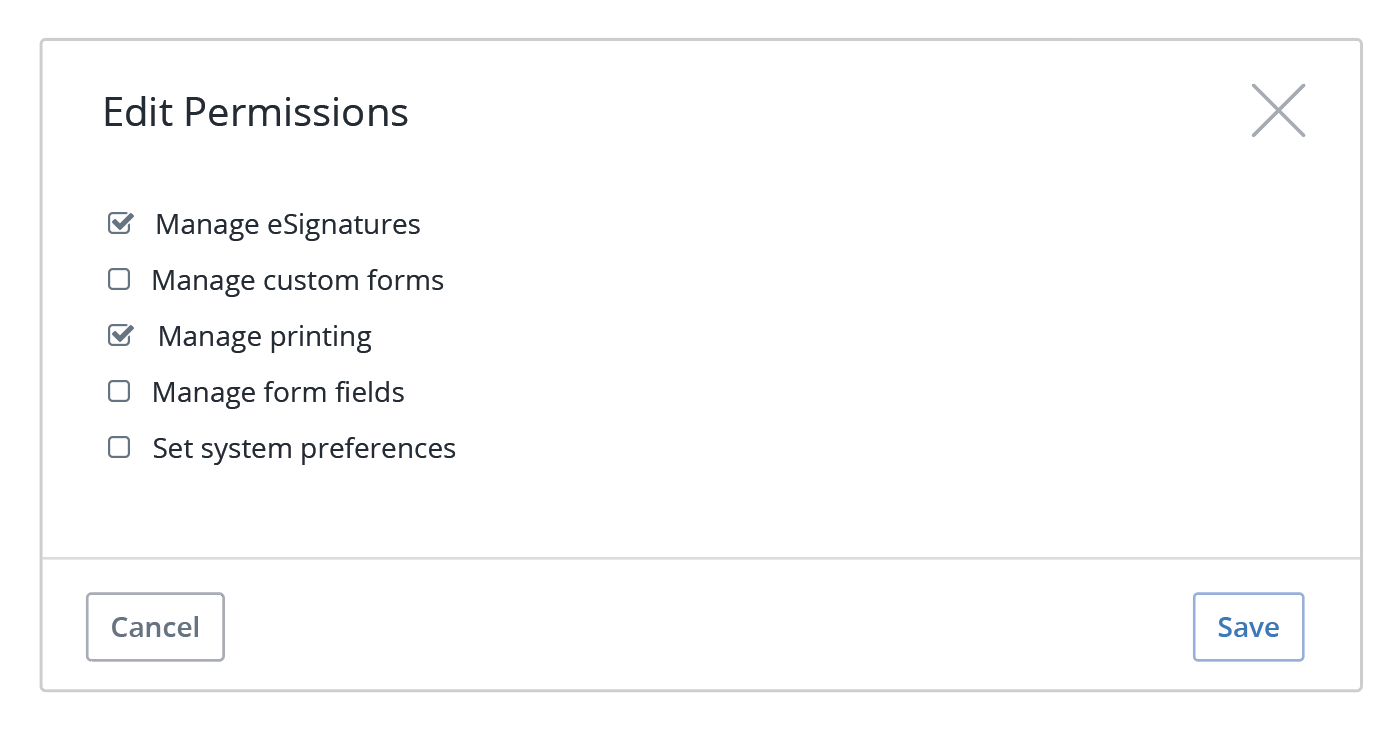 Edit Permissions
Manage eSignatures
Manage custom forms
Manage printing
Manage form fields
Set system preferences
Cancel
Save